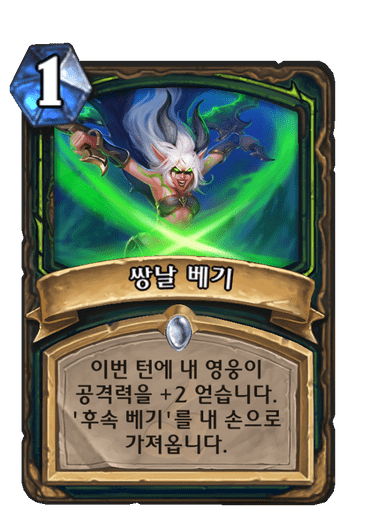 1
쌍날 베기
이번 턴에 내 영웅이
공격력을 +2 얻습니다.
'후속 베기'를 내 손으로
가져옵니다.